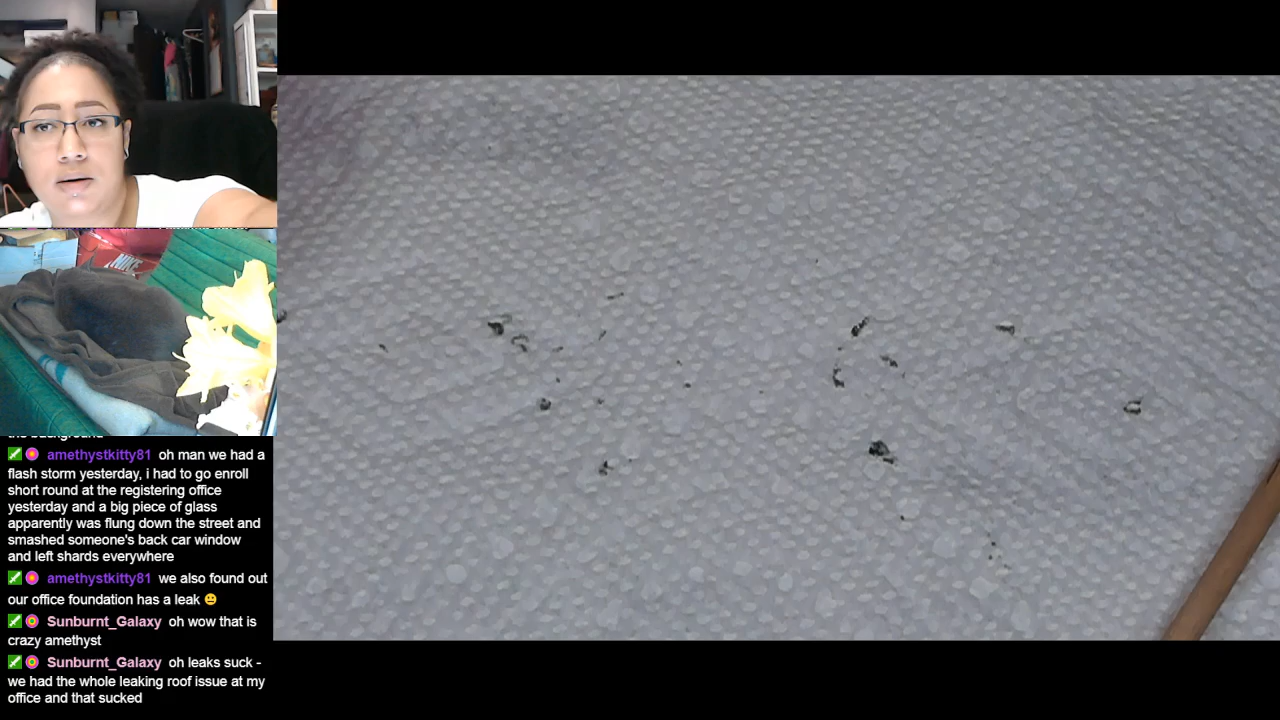 the background
amethystkitty81 oh man we had a
flash storm yesterday, i had to go enroll
short round at the registering office
yesterday and a big piece of glass
apparently was flung down the street and
smashed someone's back car window
and left shards everywhere
amethystkitty81 we also found out
our office foundation has a leak 😐
Sunburnt_Galaxy oh wow that is
crazy amethyst
Sunburnt_Galaxy oh leaks suck -
we had the whole leaking roof issue at my
office and that sucked